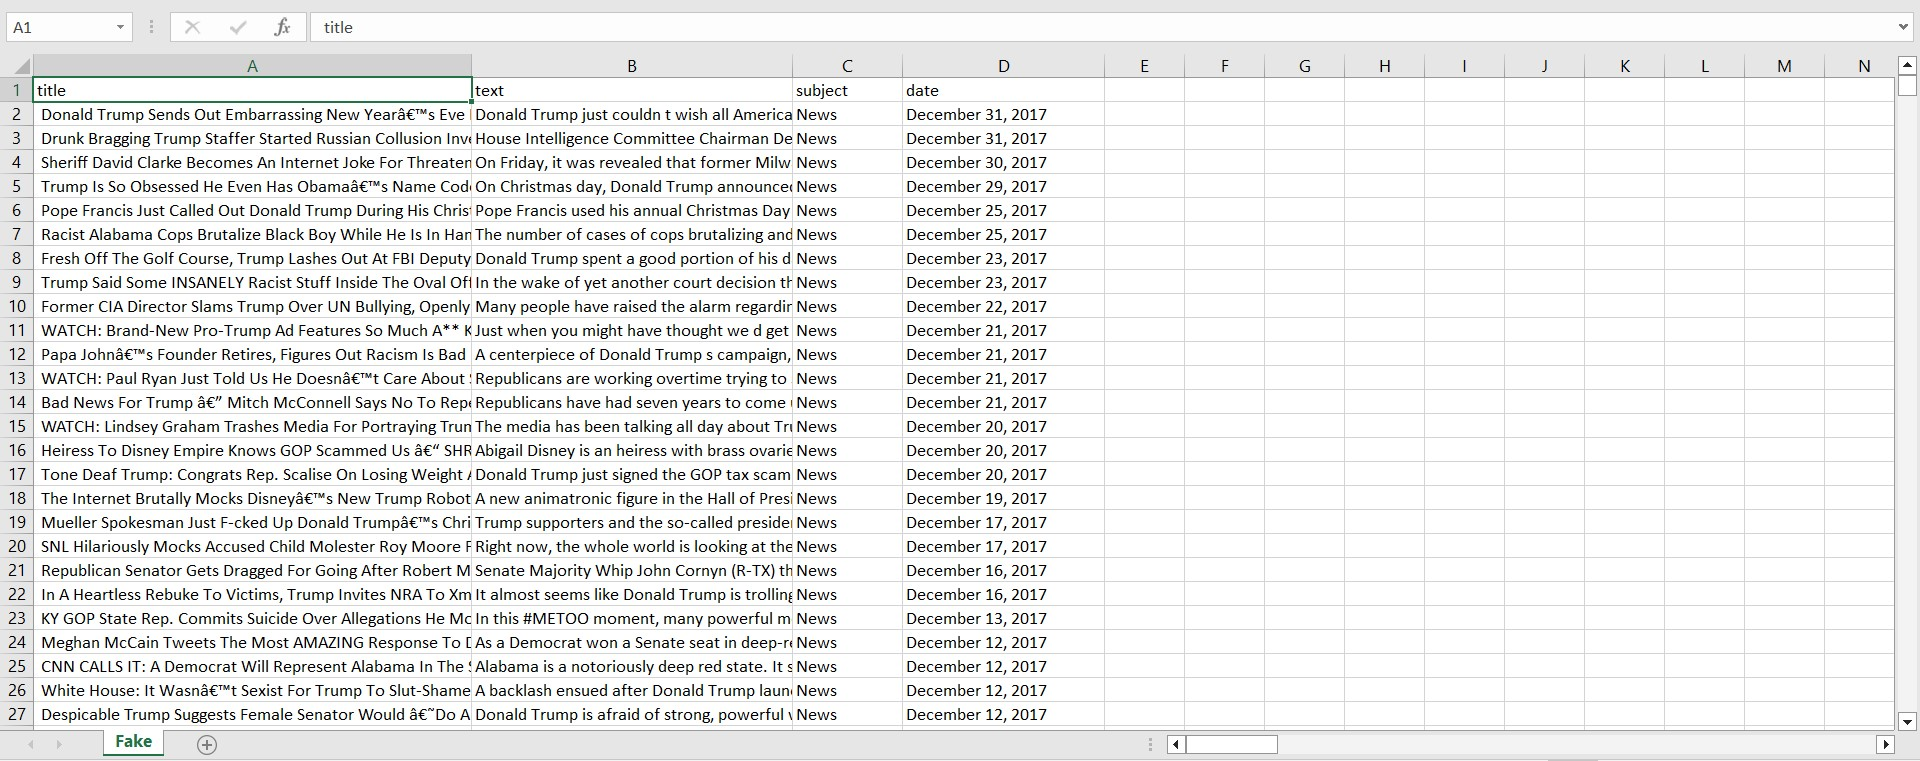 A1 fx title
A B C D E F G H I J K L M N
1 title text subject date
2 Donald Trump Sends Out Embarrassing New Yearâ€™s Eve Donald Trump just couldn t wish all America News December 31, 2017
3 Drunk Bragging Trump Staffer Started Russian Collusion Inve House Intelligence Committee Chairman De News December 31, 2017
4 Sheriff David Clarke Becomes An Internet Joke For Threaten On Friday, it was revealed that former Milw News December 30, 2017
5 Trump Is So Obsessed He Even Has Obamaâ€™s Name Cod On Christmas day, Donald Trump announced News December 29, 2017
6 Pope Francis Just Called Out Donald Trump During His Chris Pope Francis used his annual Christmas Day News December 25, 2017
7 Racist Alabama Cops Brutalize Black Boy While He Is In Han The number of cases of cops brutalizing and News December 25, 2017
8 Fresh Off The Golf Course, Trump Lashes Out At FBI Deputy Donald Trump spent a good portion of his d News December 23, 2017
9 Trump Said Some INSANELY Racist Stuff Inside The Oval Off In the wake of yet another court decision th News December 23, 2017
10 Former CIA Director Slams Trump Over UN Bullying, Openly Many people have raised the alarm regardin News December 22, 2017
11 WATCH: Brand-New Pro-Trump Ad Features So Much A** K Just when you might have thought we d get News December 21, 2017
12 Papa Johnâ€™s Founder Retires, Figures Out Racism Is Bad A centerpiece of Donald Trump s campaign, News December 21, 2017
13 WATCH: Paul Ryan Just Told Us He Doesnâ€™t Care About Republicans are working overtime trying to News December 21, 2017
14 Bad News For Trump â€” Mitch McConnell Says No To Repe Republicans have had seven years to come News December 21, 2017
15 WATCH: Lindsey Graham Trashes Media For Portraying Trun The media has been talking all day about Tru News December 20, 2017
16 Heiress To Disney Empire Knows GOP Scammed Us â€“ SHR Abigail Disney is an heiress with brass ovarie News December 20, 2017
17 Tone Deaf Trump: Congrats Rep. Scalise On Losing Weight Donald Trump just signed the GOP tax scam News December 20, 2017
18 The Internet Brutally Mocks Disneyâ€™s New Trump Robot A new animatronic figure in the Hall of Presi News December 19, 2017
19 Mueller Spokesman Just F-cked Up Donald Trumpâ€™s Chri Trump supporters and the so-called preside News December 17, 2017
20 SNL Hilariously Mocks Accused Child Molester Roy Moore F Right now, the whole world is looking at the News December 17, 2017
21 Republican Senator Gets Dragged For Going After Robert M Senate Majority Whip John Cornyn (R-TX) th News December 16, 2017
22 In A Heartless Rebuke To Victims, Trump Invites NRA To Xm It almost seems like Donald Trump is trolling News December 16, 2017
23 KY GOP State Rep. Commits Suicide Over Allegations He Mo In this #METOO moment, many powerful m News December 13, 2017
24 Meghan McCain Tweets The Most AMAZING Response To D As a Democrat won a Senate seat in deep-re News December 12, 2017
25 CNN CALLS IT: A Democrat Will Represent Alabama In The Alabama is a notoriously deep red state. It s News December 12, 2017
26 White House: It Wasnâ€™t Sexist For Trump To Slut-Shame A backlash ensued after Donald Trump laun News December 12, 2017
27 Despicable Trump Suggests Female Senator Would â€˜Do A Donald Trump is afraid of strong, powerful News December 12, 2017
Fake